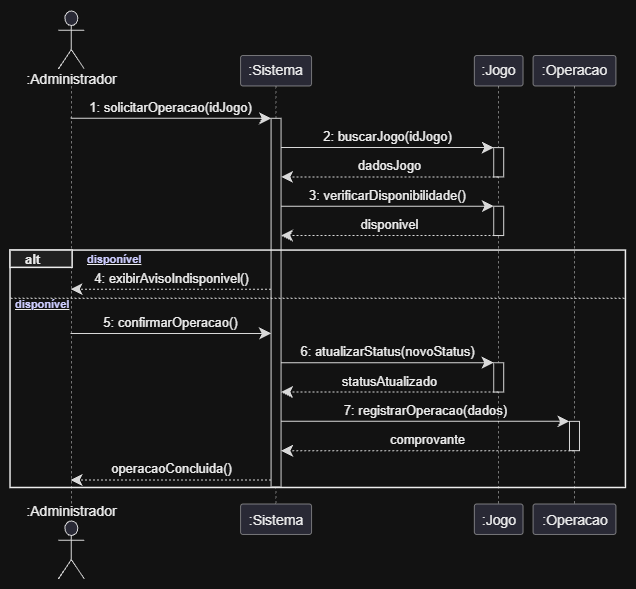 :Administrador
:Sistema
:Jogo
:Operacao
1: solicitarOperacao(idJogo)
2: buscarJogo(idJogo)
dadosJogo
3: verificarDisponibilidade()
disponivel
alt
disponível
4: exibirAvisoIndisponivel()
disponível
5: confirmarOperacao()
6: atualizarStatus(novoStatus)
statusAtualizado
7: registrarOperacao(dados)
comprovante
operacaoConcluida()
:Administrador
:Sistema
:Jogo
:Operacao